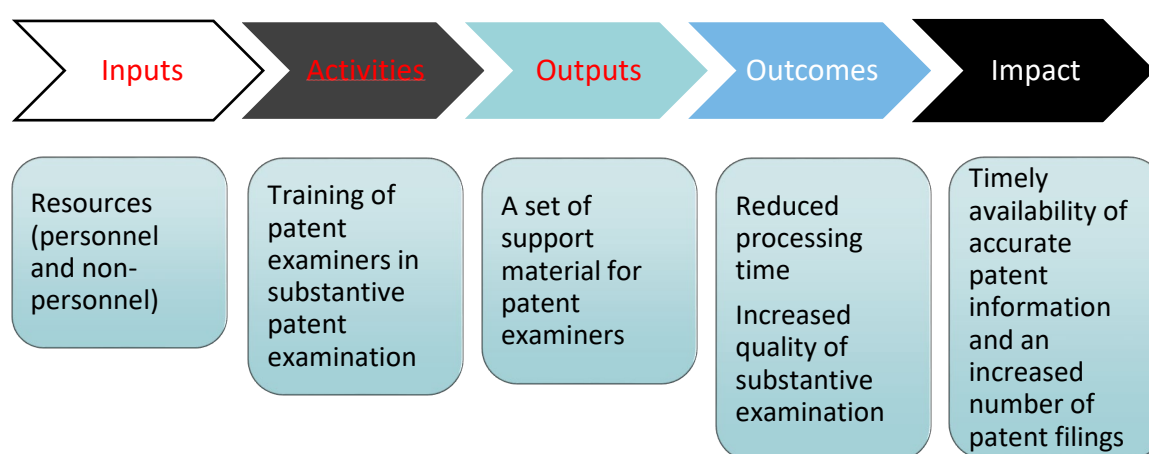 Inputs
Activities
Outputs
Outcomes
Impact
Resources
(personnel
and non-
personnel)
Training of
patent
examiners in
substantive
patent
examination
A set of
support
material for
patent
examiners
Reduced
processing
time
Increased
quality of
substantive
examination
Timely
availability of
accurate
patent
information
and an
increased
number of
patent filings